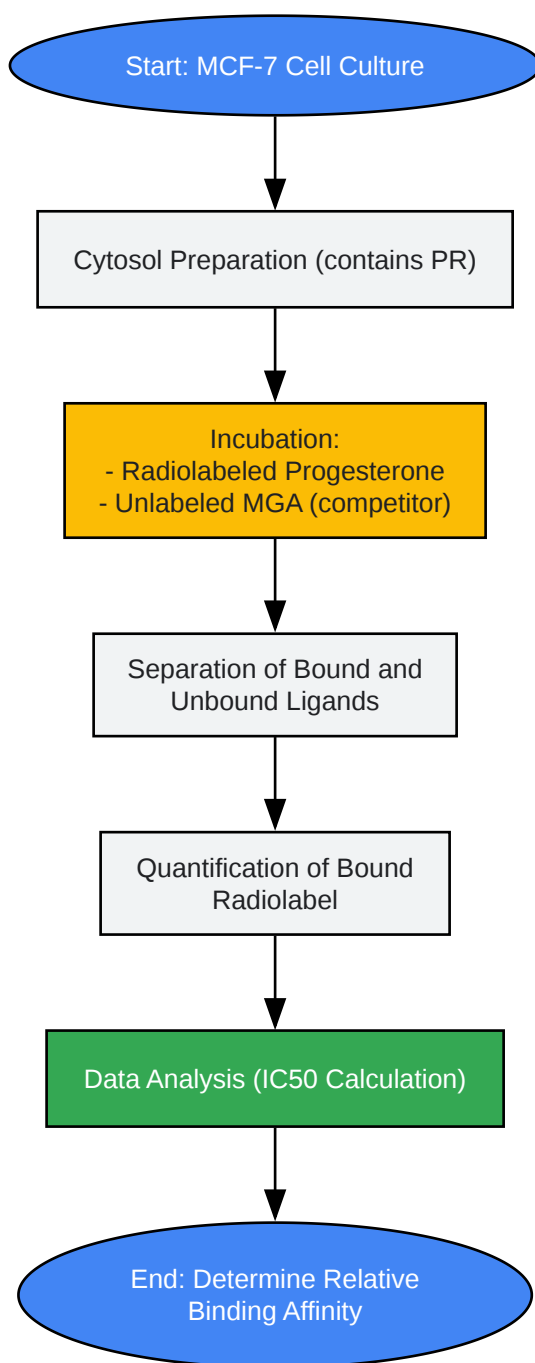 Start: MCF-7 Cell Culture
Cytosol Preparation (contains PR)
Incubation:
- Radiolabeled Progesterone
- Unlabeled MGA (competitor)
Separation of Bound and
Unbound Ligands
Quantification of Bound
Radiolabel
Data Analysis (IC50 Calculation)
End: Determine Relative
Binding Affinity